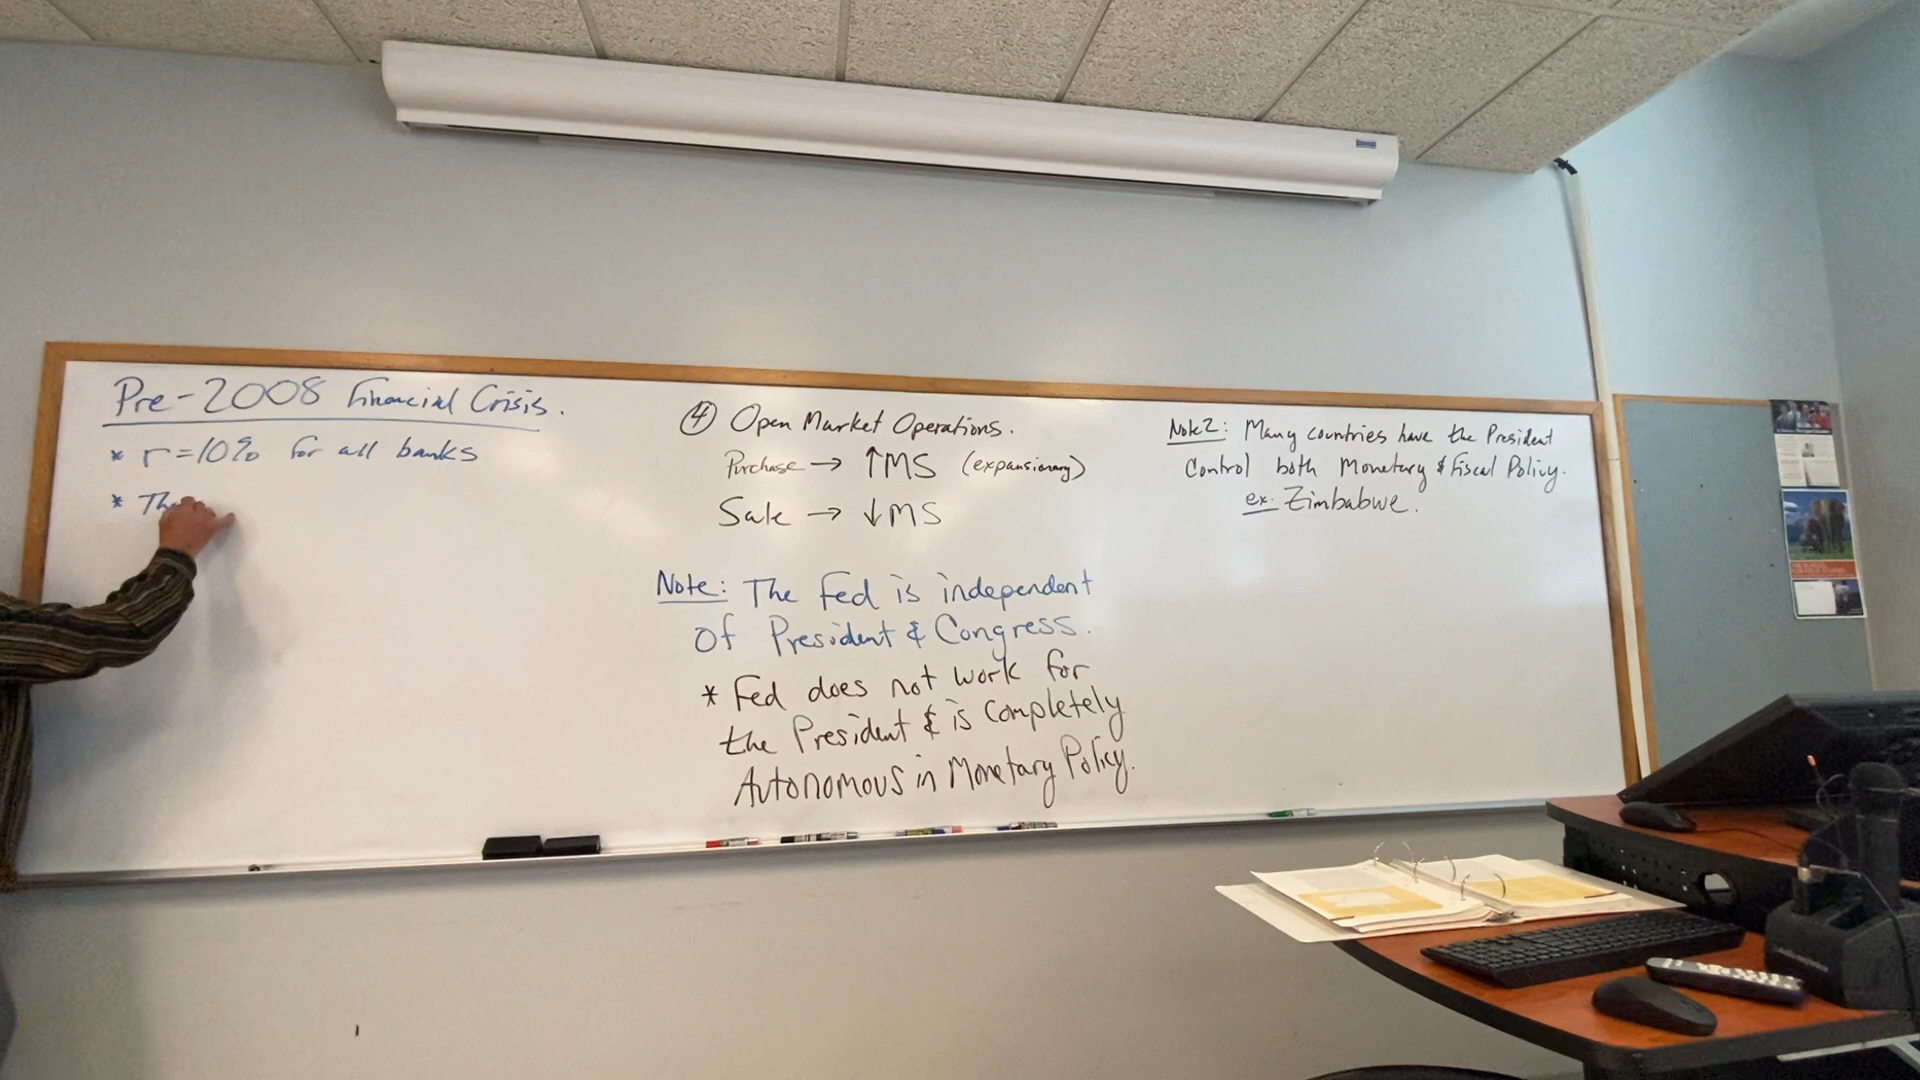 Pre-2008 Financial Crisis.
* r=10% for all banks
* The
④ Open Market Operations.
Purchase → ↑MS (expansionary)
Sale → ↓MS
Note: The Fed is independent
of President & Congress.
* Fed does not work for
the President & is completely
Autonomous in Monetary Policy.
Note2: Many countries have the President
Control both Monetary & Fiscal Policy.
ex. Zimbabwe.